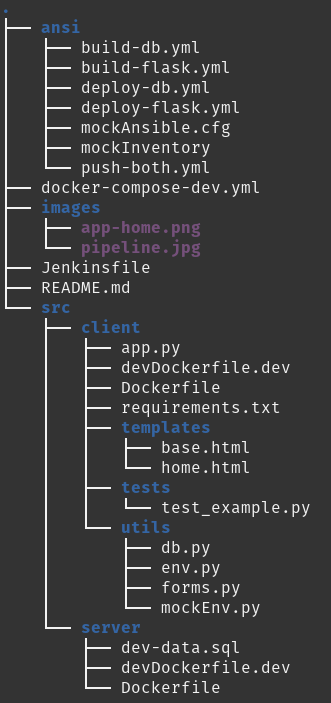 .
ansi
build-db.yml
build-flask.yml
deploy-db.yml
deploy-flask.yml
mockAnsible.cfg
mockInventory
push-both.yml
docker-compose-dev.yml
images
app-home.png
pipeline.jpg
Jenkinsfile
README.md
src
client
app.py
devDockerfile.dev
Dockerfile
requirements.txt
templates
base.html
home.html
tests
test_example.py
utils
db.py
env.py
forms.py
mockEnv.py
server
dev-data.sql
devDockerfile.dev
Dockerfile